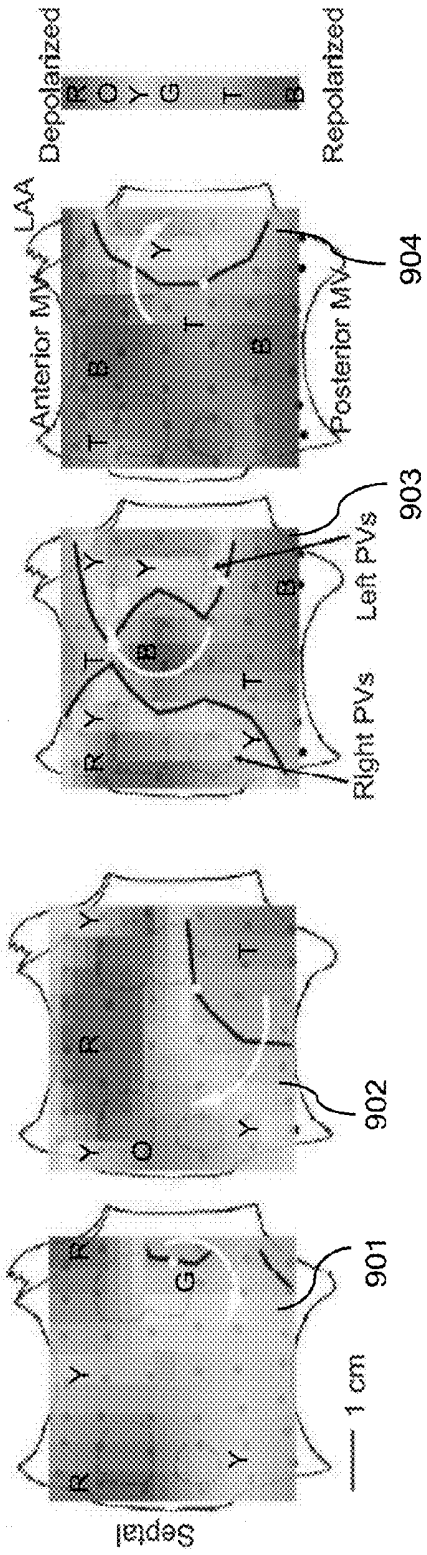 Septal
R
Y
R
G
Y
901
1 cm
Y
R
Y
O
T
Y
902
R
Y
T
Y
B
Y
T
Y
B
903
Right PVs
Left PVs
Anterior MV
LAA
T
B
Y
T
B
904
Posterior MV
Depolarized
R
O
Y
G
T
B
Repolarized